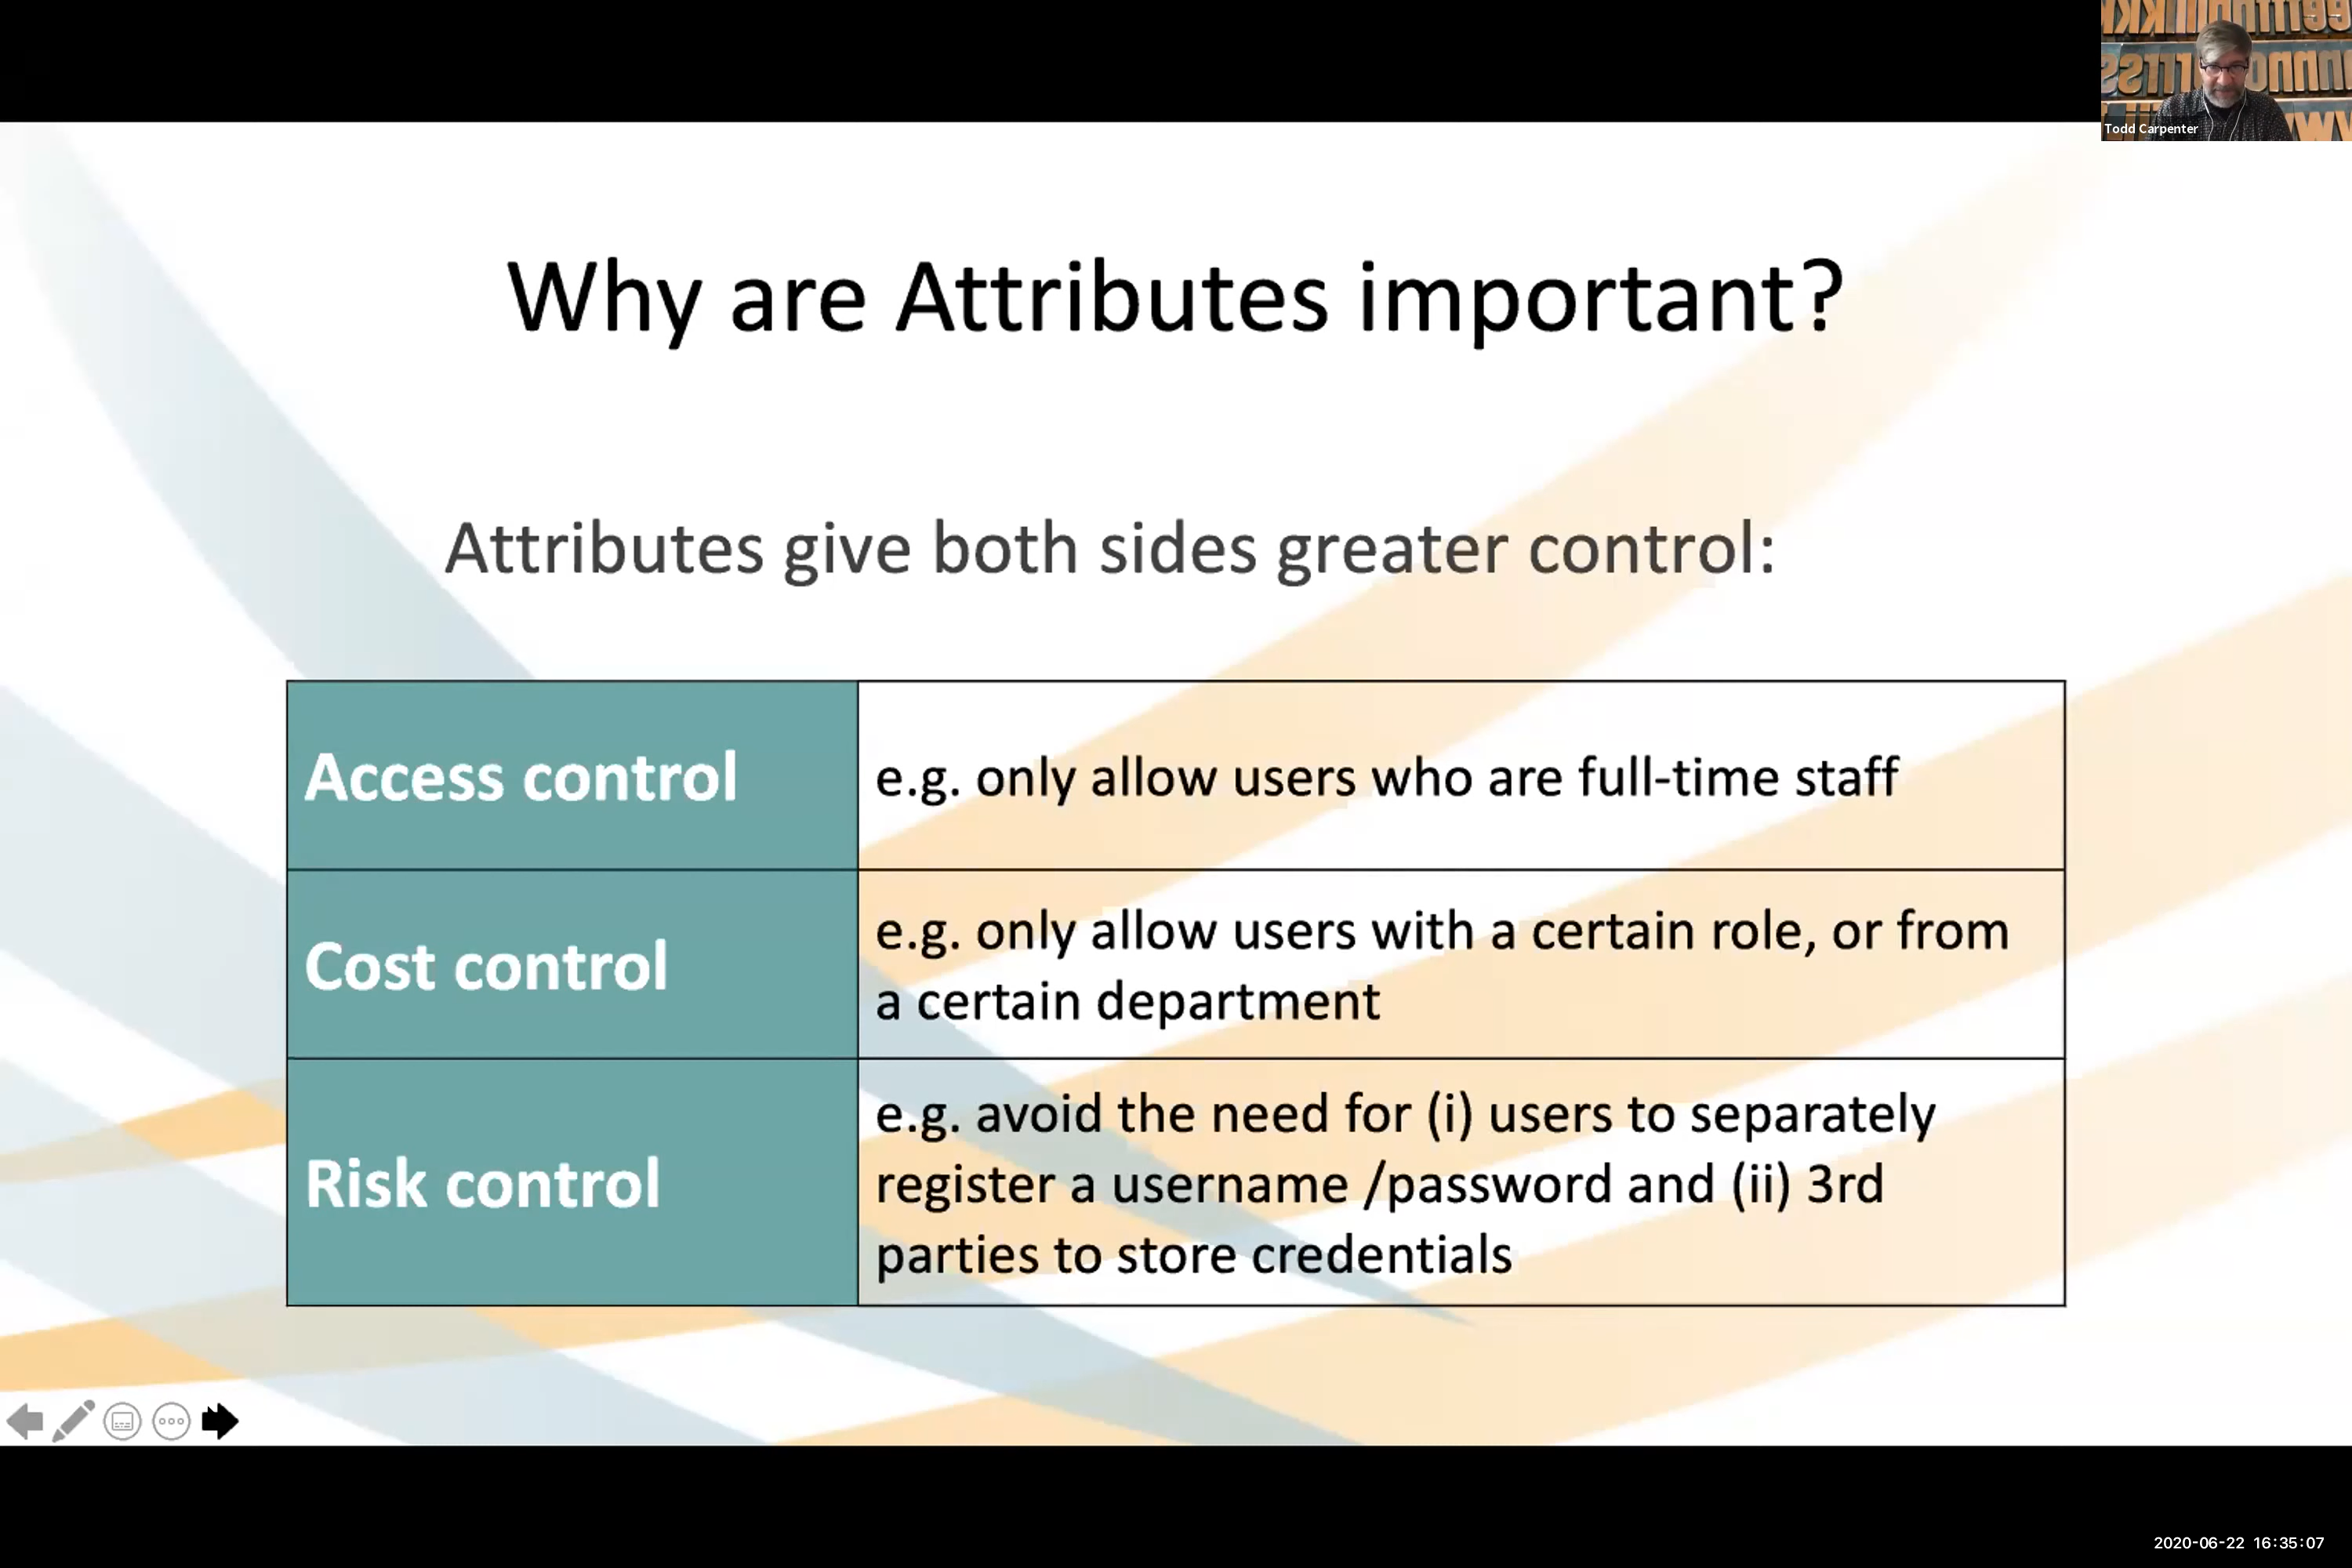 Todd Carpenter
Why are Attributes important?
Attributes give both sides greater control:
Access control
e.g. only allow users who are full-time staff
Cost control
e.g. only allow users with a certain role, or from
a certain department
Risk control
e.g. avoid the need for (i) users to separately
register a username /password and (ii) 3rd
parties to store credentials
2020-06-22 16:35:07